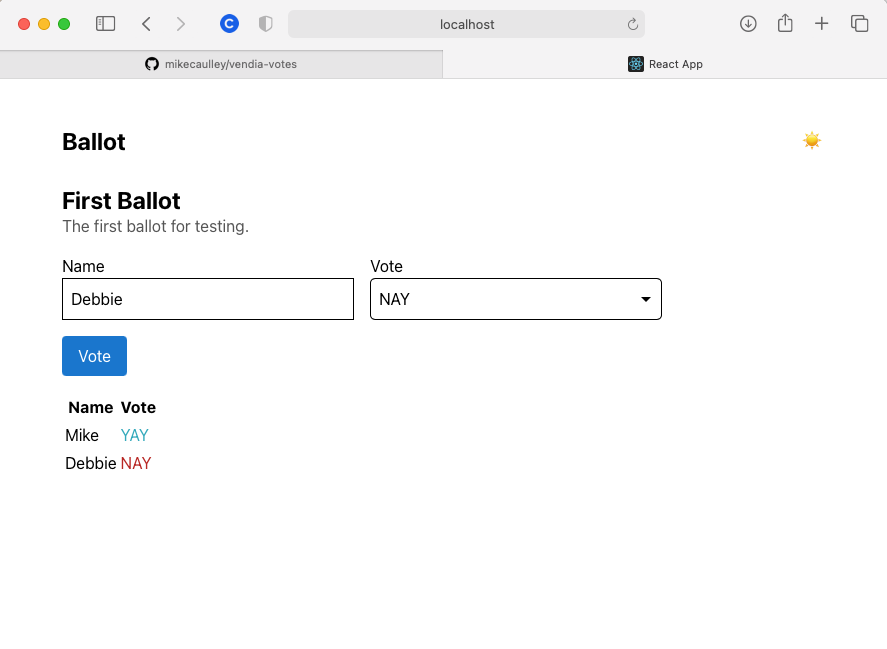 localhost
mikecaulley/vendia-votes
React App
Ballot
First Ballot
The first ballot for testing.
Name Vote
Debbie NAY
Vote
Name Vote
Mike YAY
Debbie NAY